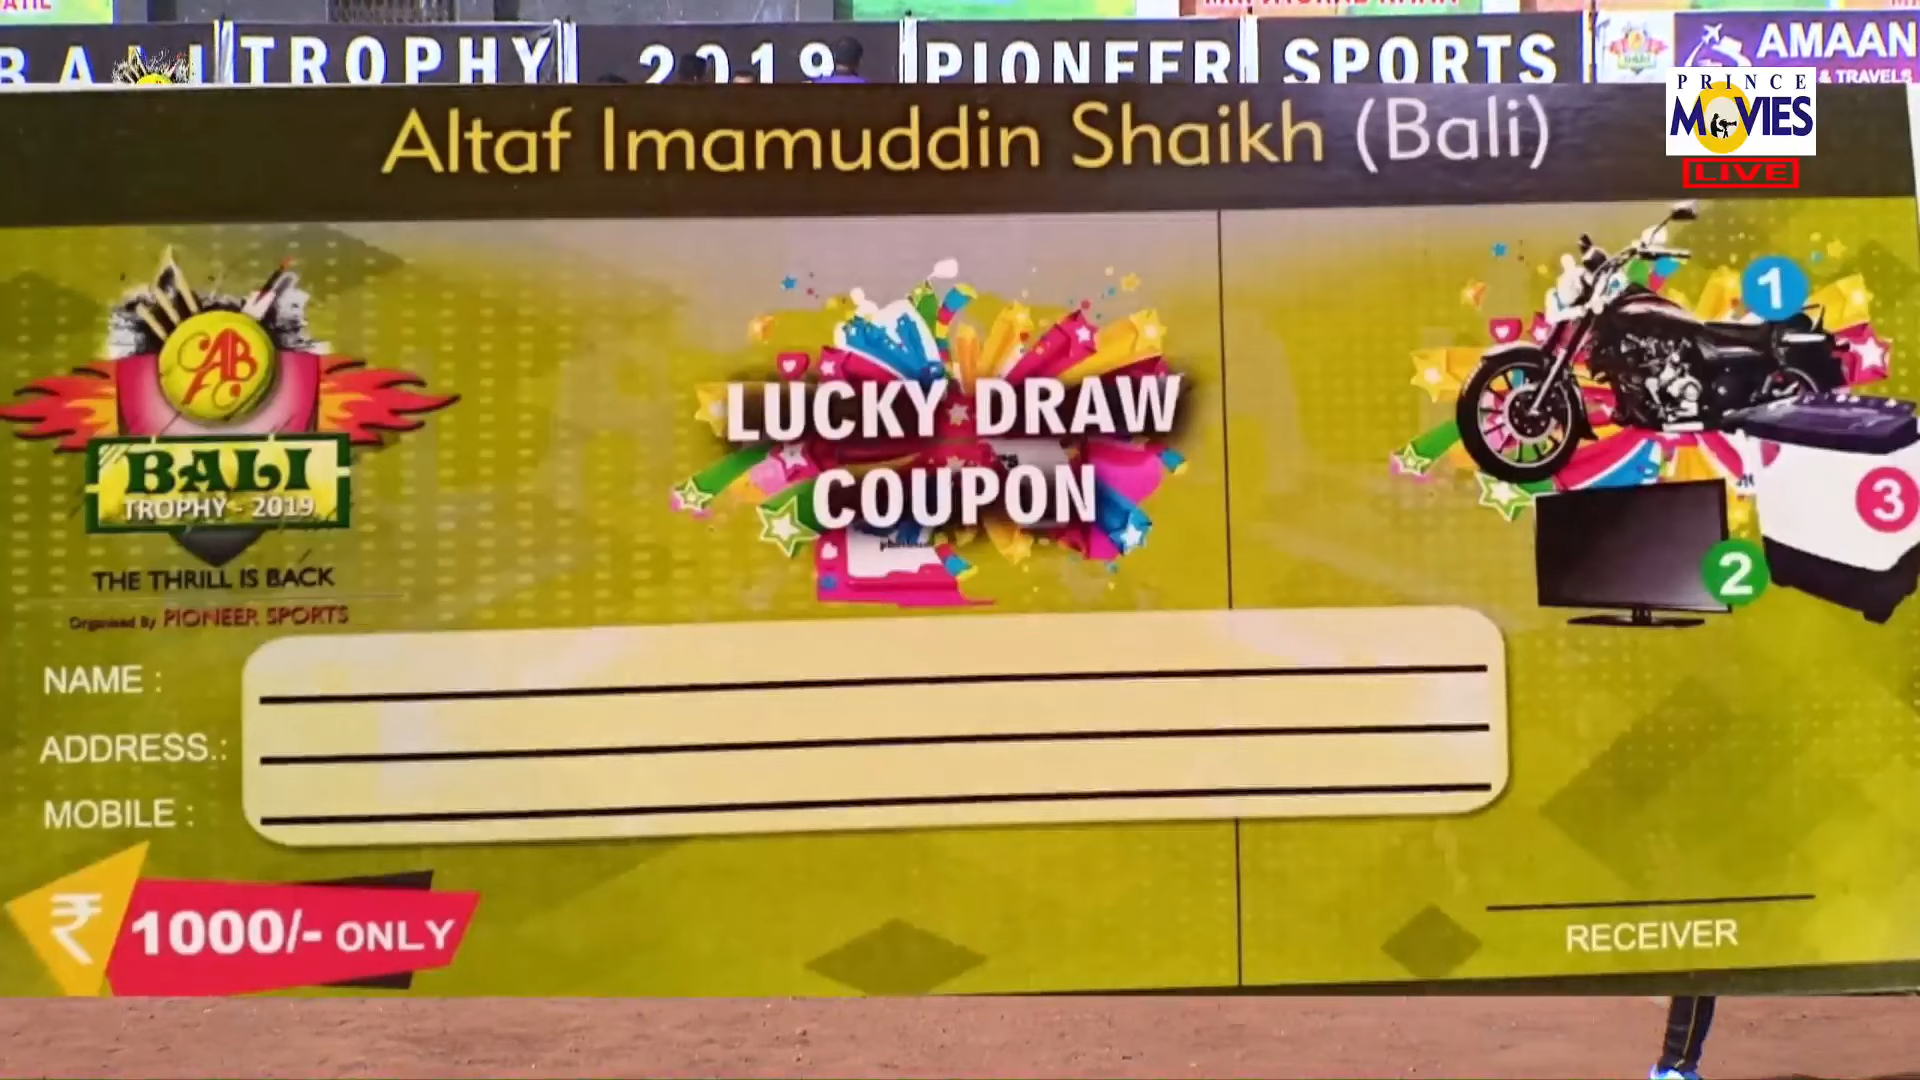 BALI TROPHY 2019 PIONEER SPORTS
AMAAN
& TRAVELS
PRINCE
MOVIES
LIVE
Altaf Imamuddin Shaikh (Bali)
BALI
TROPHY - 2019
THE THRILL IS BACK
Organised By PIONEER SPORTS
LUCKY DRAW
COUPON
1
2
3
NAME :
ADDRESS.:
MOBILE :
₹ 1000/- ONLY
RECEIVER